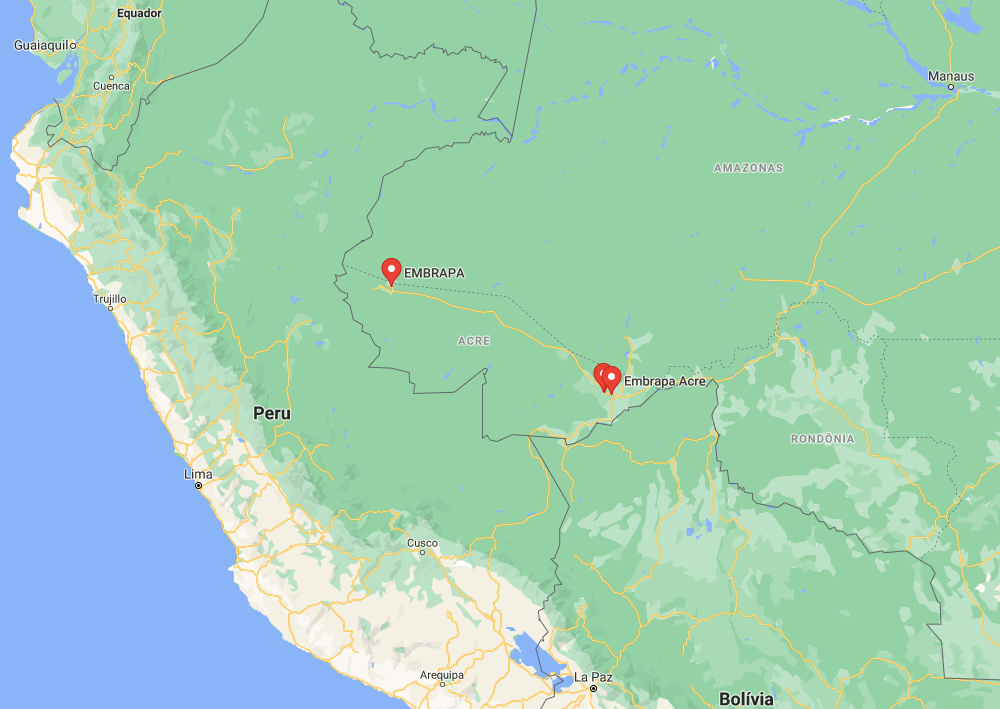 Equador
Guaiaquil
Cuenca
Manaus
AMAZONAS
EMBRAPA
Trujillo
ACRE
Embrapa Acre
Peru
RONDÔNIA
Lima
Cusco
Arequipa
La Paz
Bolívia